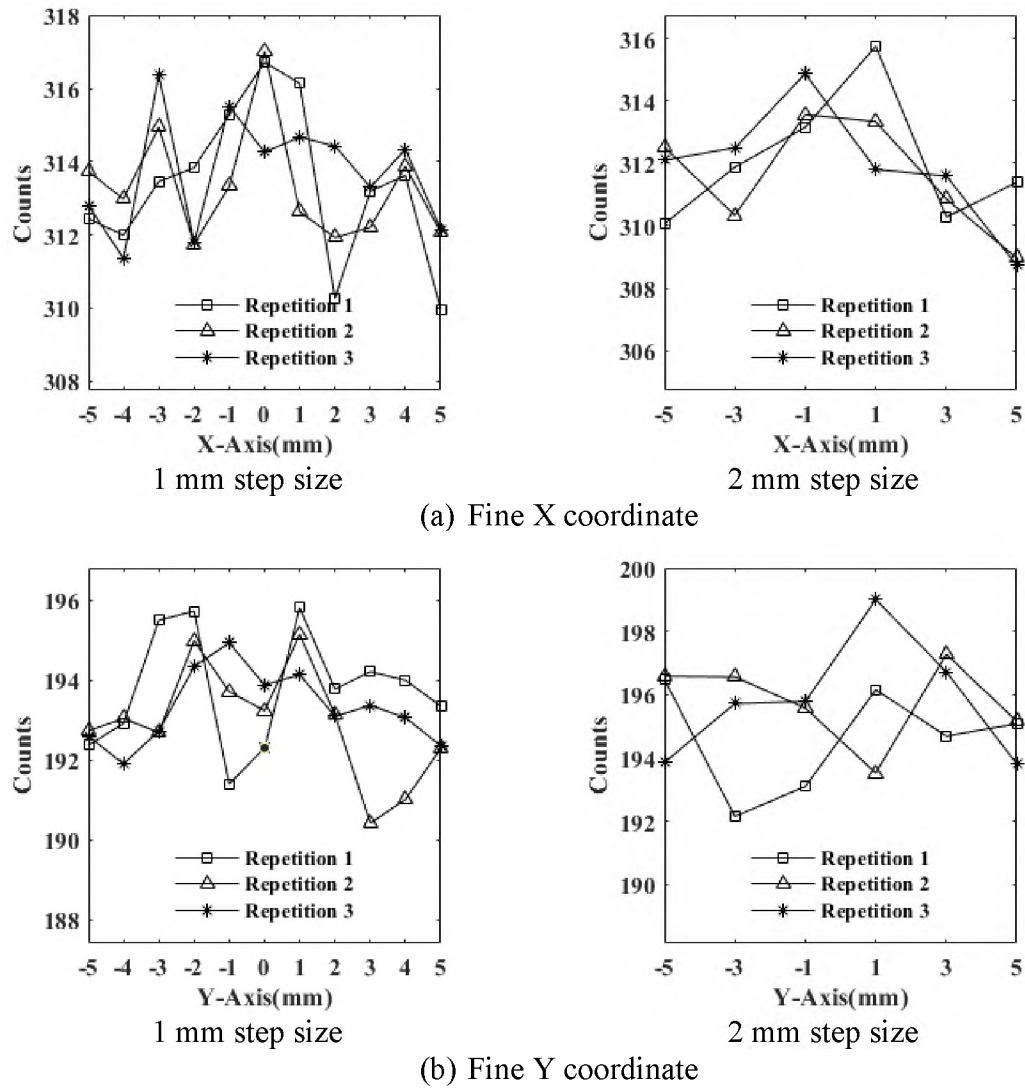 318
316
314
312
310
308
Counts
Repetition 1
Repetition 2
Repetition 3
-5 -4 -3 -2 -1 0 1 2 3 4 5
X-Axis(mm)
1 mm step size
316
314
312
310
308
306
Counts
Repetition 1
Repetition 2
Repetition 3
-5 -3 -1 1 3 5
X-Axis(mm)
2 mm step size
(a) Fine X coordinate
196
194
192
190
188
Counts
Repetition 1
Repetition 2
Repetition 3
-5 -4 -3 -2 -1 0 1 2 3 4 5
Y-Axis(mm)
1 mm step size
200
198
196
194
192
190
Counts
Repetition 1
Repetition 2
Repetition 3
-5 -3 -1 1 3 5
Y-Axis(mm)
2 mm step size
(b) Fine Y coordinate